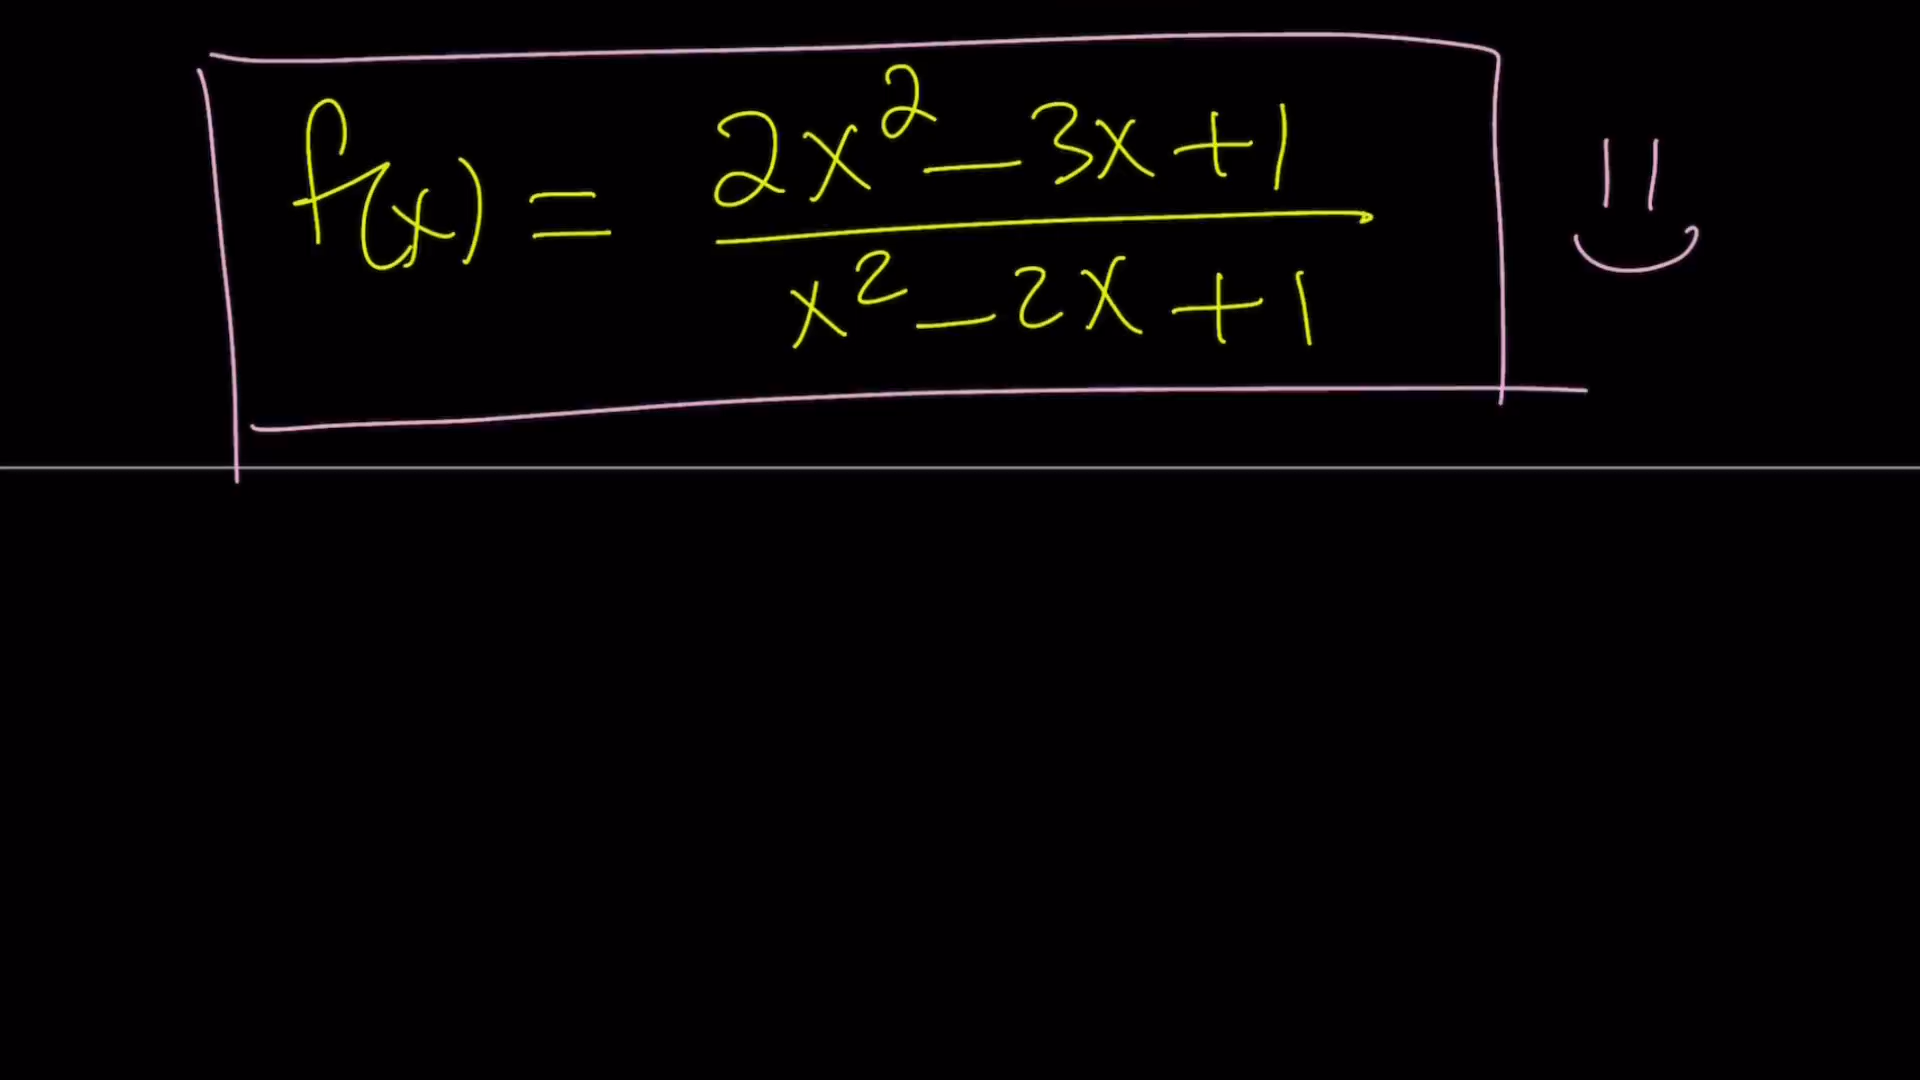 f(x) = (2x² - 3x + 1) / (x² - 2x + 1)